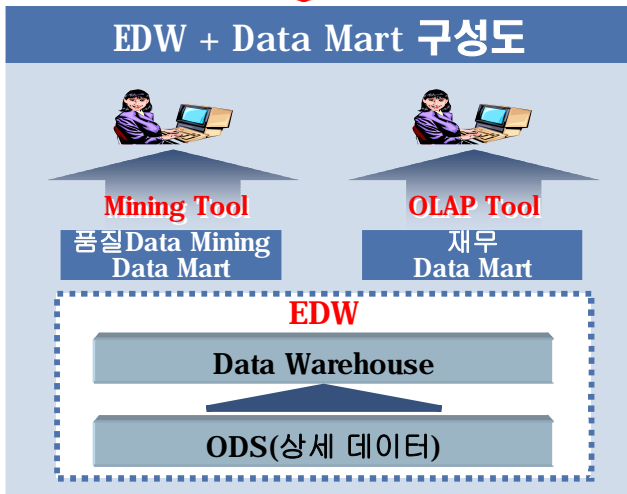 EDW + Data Mart 구성도
Mining Tool
OLAP Tool
품질Data Mining
Data Mart
재무
Data Mart
EDW
Data Warehouse
ODS(상세 데이터)